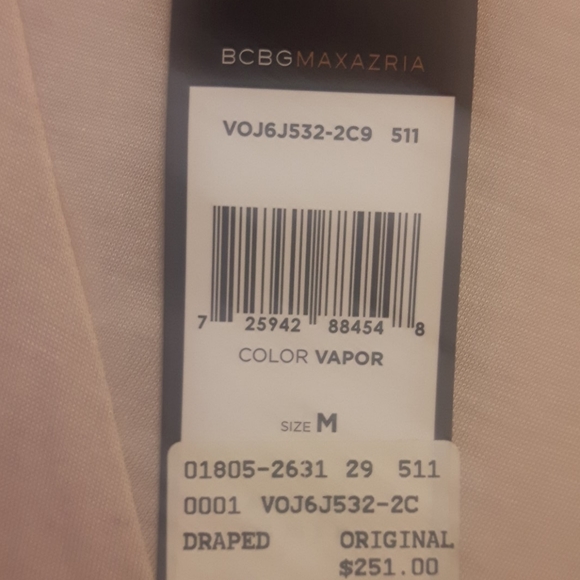 BCBGMAXAZRIA
VOJ6J532-2C9 511
7 25942 88454 8
COLOR VAPOR
SIZE M
01805-2631 29 511
0001 VOJ6J532-2C
DRAPED ORIGINAL
$251.00